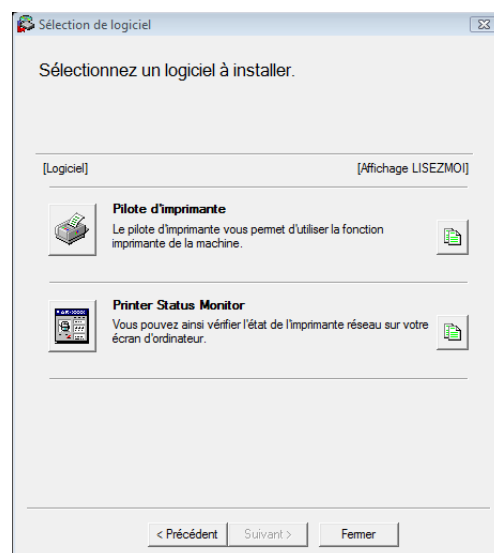 Sélection de logiciel
Sélectionnez un logiciel à installer.
[Logiciel] [Affichage LISEZMOI]
Pilote d'imprimante
Le pilote d'imprimante vous permet d'utiliser la fonction
imprimante de la machine.
Printer Status Monitor
Vous pouvez ainsi vérifier l'état de l'imprimante réseau sur votre
écran d'ordinateur.
< Précédent Suivant > Fermer